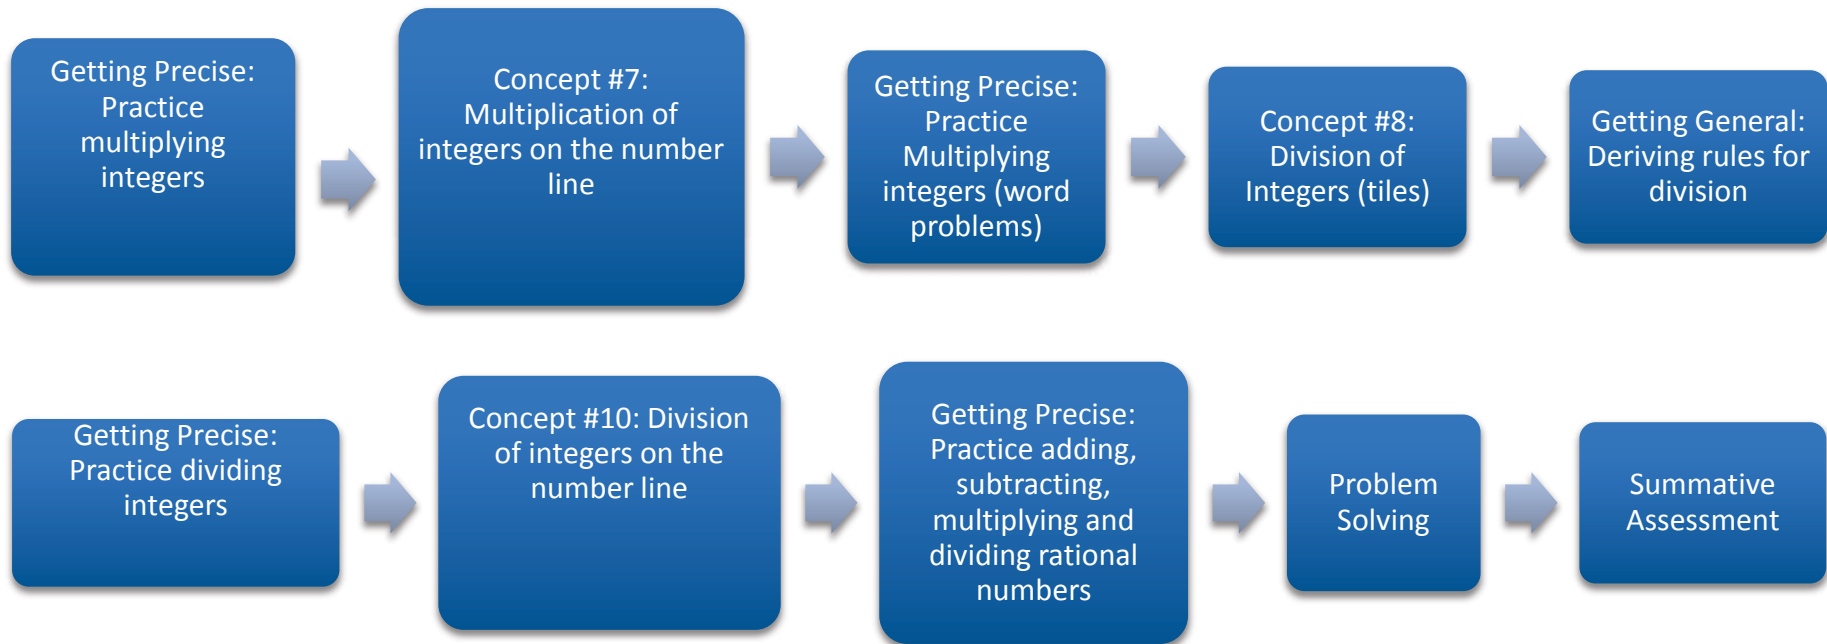 Getting Precise:
Practice
multiplying
integers
Concept #7:
Multiplication of
integers on the number
line
Getting Precise:
Practice
Multiplying
integers (word
problems)
Concept #8:
Division of
Integers (tiles)
Getting General:
Deriving rules for
division
Getting Precise:
Practice dividing
integers
Concept #10: Division
of integers on the
number line
Getting Precise:
Practice adding,
subtracting,
multiplying and
dividing rational
numbers
Problem
Solving
Summative
Assessment